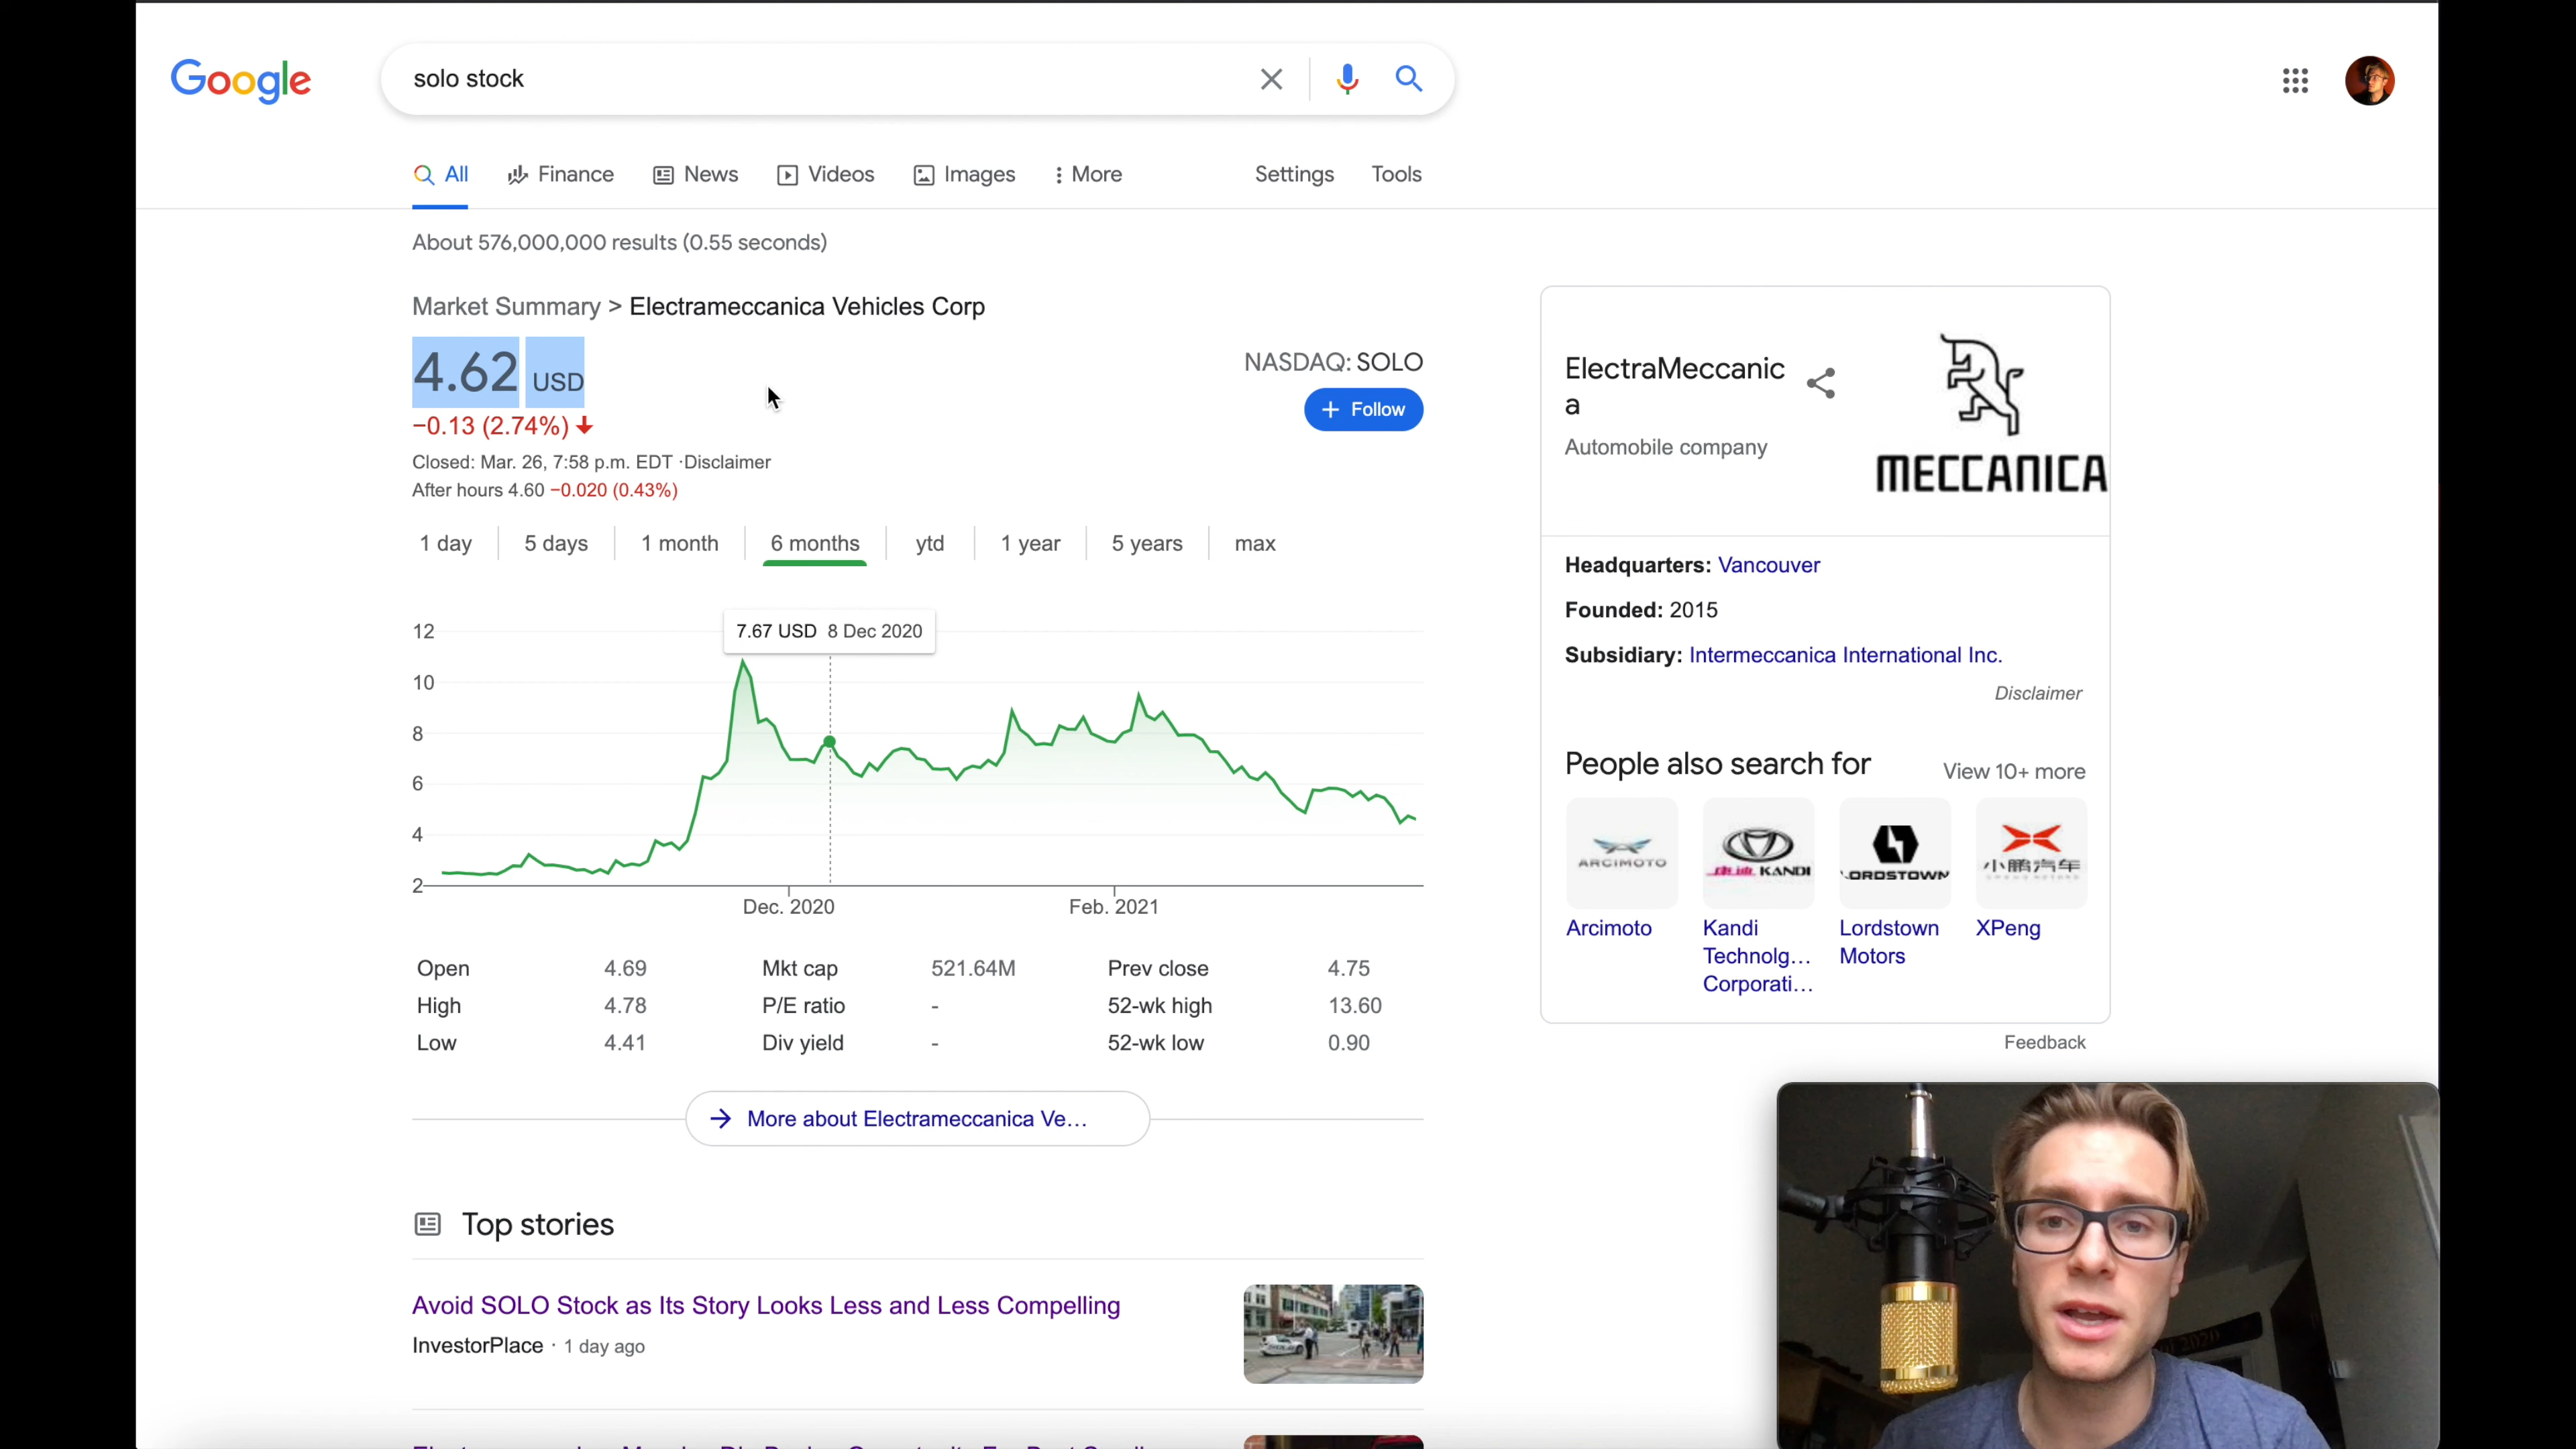 Google
solo stock
All Finance News Videos Images More Settings Tools
About 576,000,000 results (0.55 seconds)
Market Summary > Electrameccanica Vehicles Corp
4.62 USD
−0.13 (2.74%)
Closed: Mar. 26, 7:58 p.m. EDT ·Disclaimer
After hours 4.60 −0.020 (0.43%)
NASDAQ: SOLO
+ Follow
1 day 5 days 1 month 6 months ytd 1 year 5 years max
7.67 USD 8 Dec 2020
12
10
8
6
4
2
Dec. 2020 Feb. 2021
Open 4.69 Mkt cap 521.64M Prev close 4.75
High 4.78 P/E ratio - 52-wk high 13.60
Low 4.41 Div yield - 52-wk low 0.90
More about Electrameccanica Ve…
Top stories
Avoid SOLO Stock as Its Story Looks Less and Less Compelling
InvestorPlace · 1 day ago
ElectraMeccanic
a
Automobile company
MECCANICA
Headquarters: Vancouver
Founded: 2015
Subsidiary: Intermeccanica International Inc.
Disclaimer
People also search for View 10+ more
ARCIMOTO
KANDI
LORDSTOWN
小鹏汽车
Arcimoto
Kandi
Technolg…
Corporati…
Lordstown
Motors
XPeng
Feedback